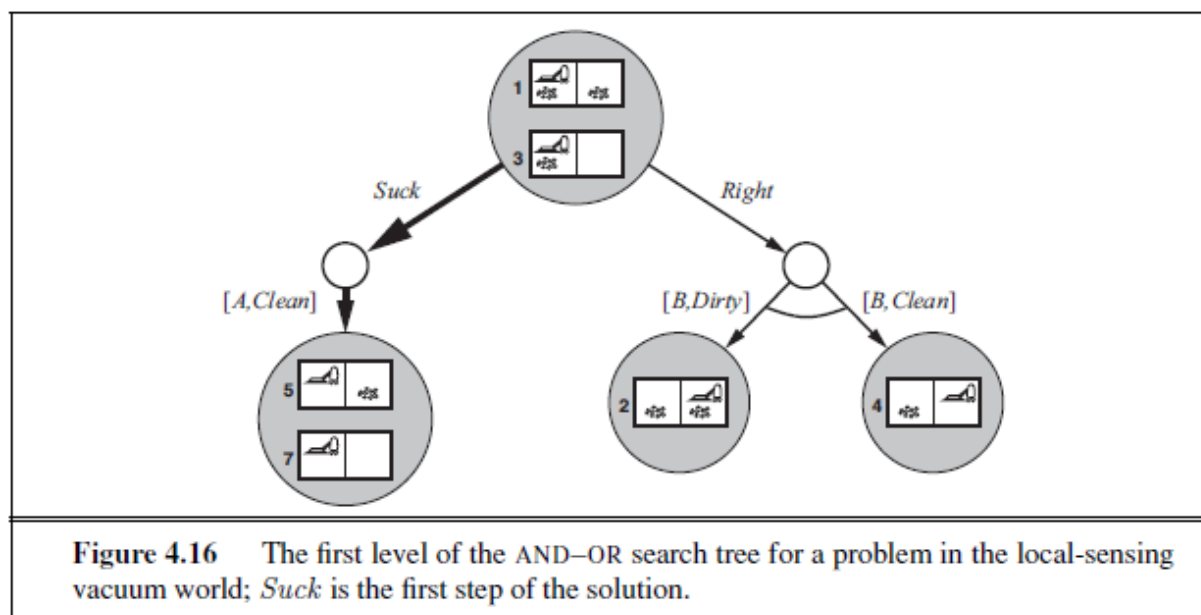 1
3
Suck
Right
[A,Clean]
[B,Dirty]
[B,Clean]
5
7
2
4
Figure 4.16 The first level of the AND–OR search tree for a problem in the local-sensing
vacuum world; Suck is the first step of the solution.